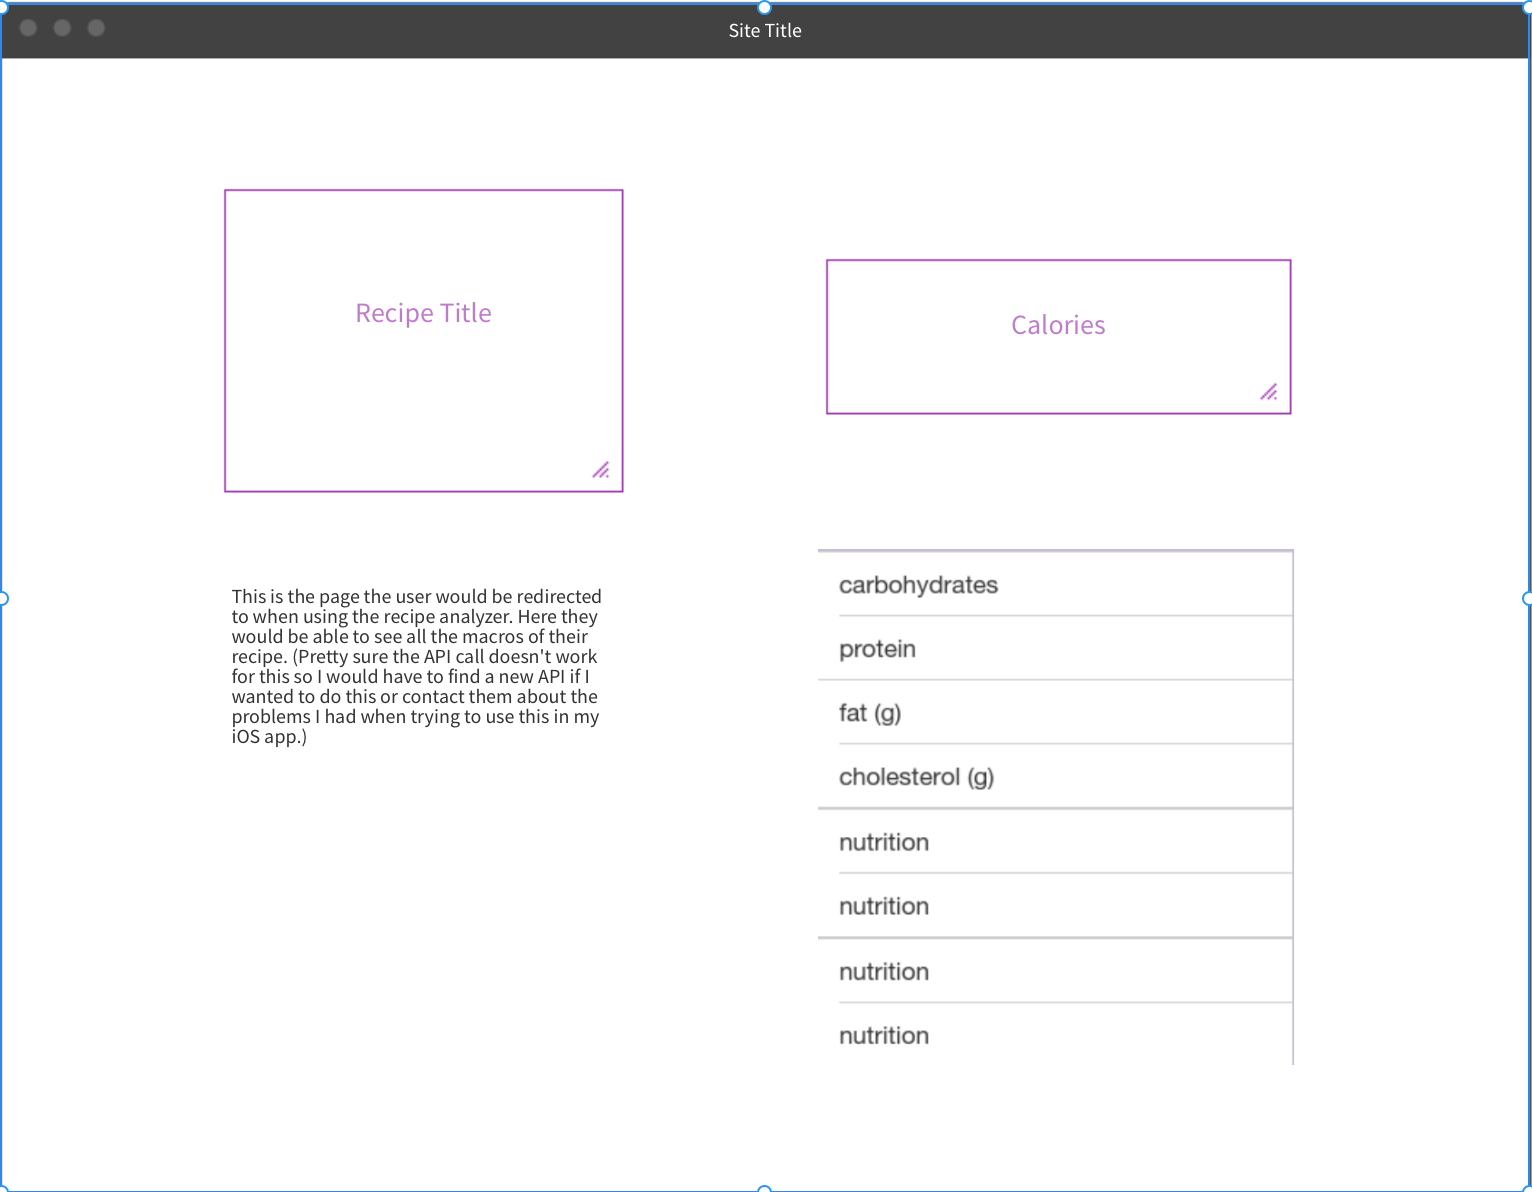 Site Title
Recipe Title
Calories
This is the page the user would be redirected
to when using the recipe analyzer. Here they
would be able to see all the macros of their
recipe. (Pretty sure the API call doesn't work
for this so I would have to find a new API if I
wanted to do this or contact them about the
problems I had when trying to use this in my
iOS app.)
carbohydrates
protein
fat (g)
cholesterol (g)
nutrition
nutrition
nutrition
nutrition